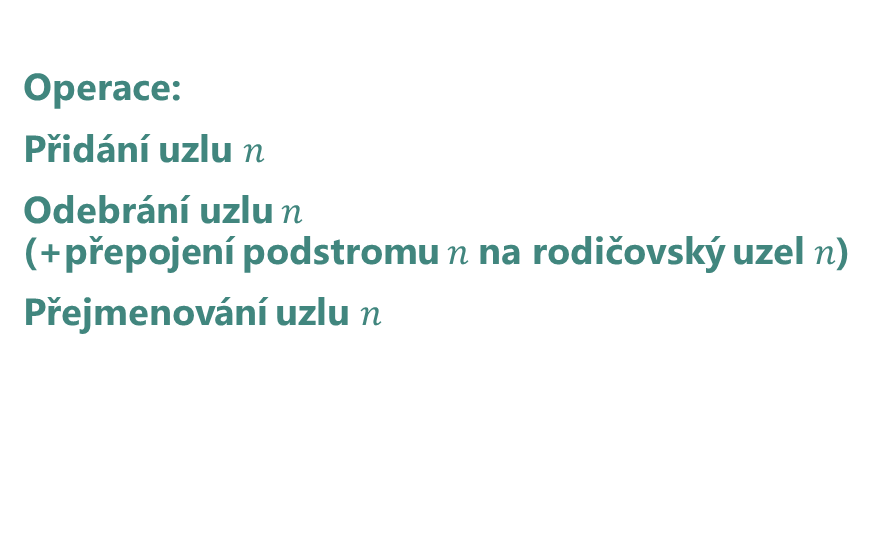 Operace:
Přidání uzlu n
Odebrání uzlu n
(+přepojení podstromu n na rodičovský uzel n)
Přejmenování uzlu n